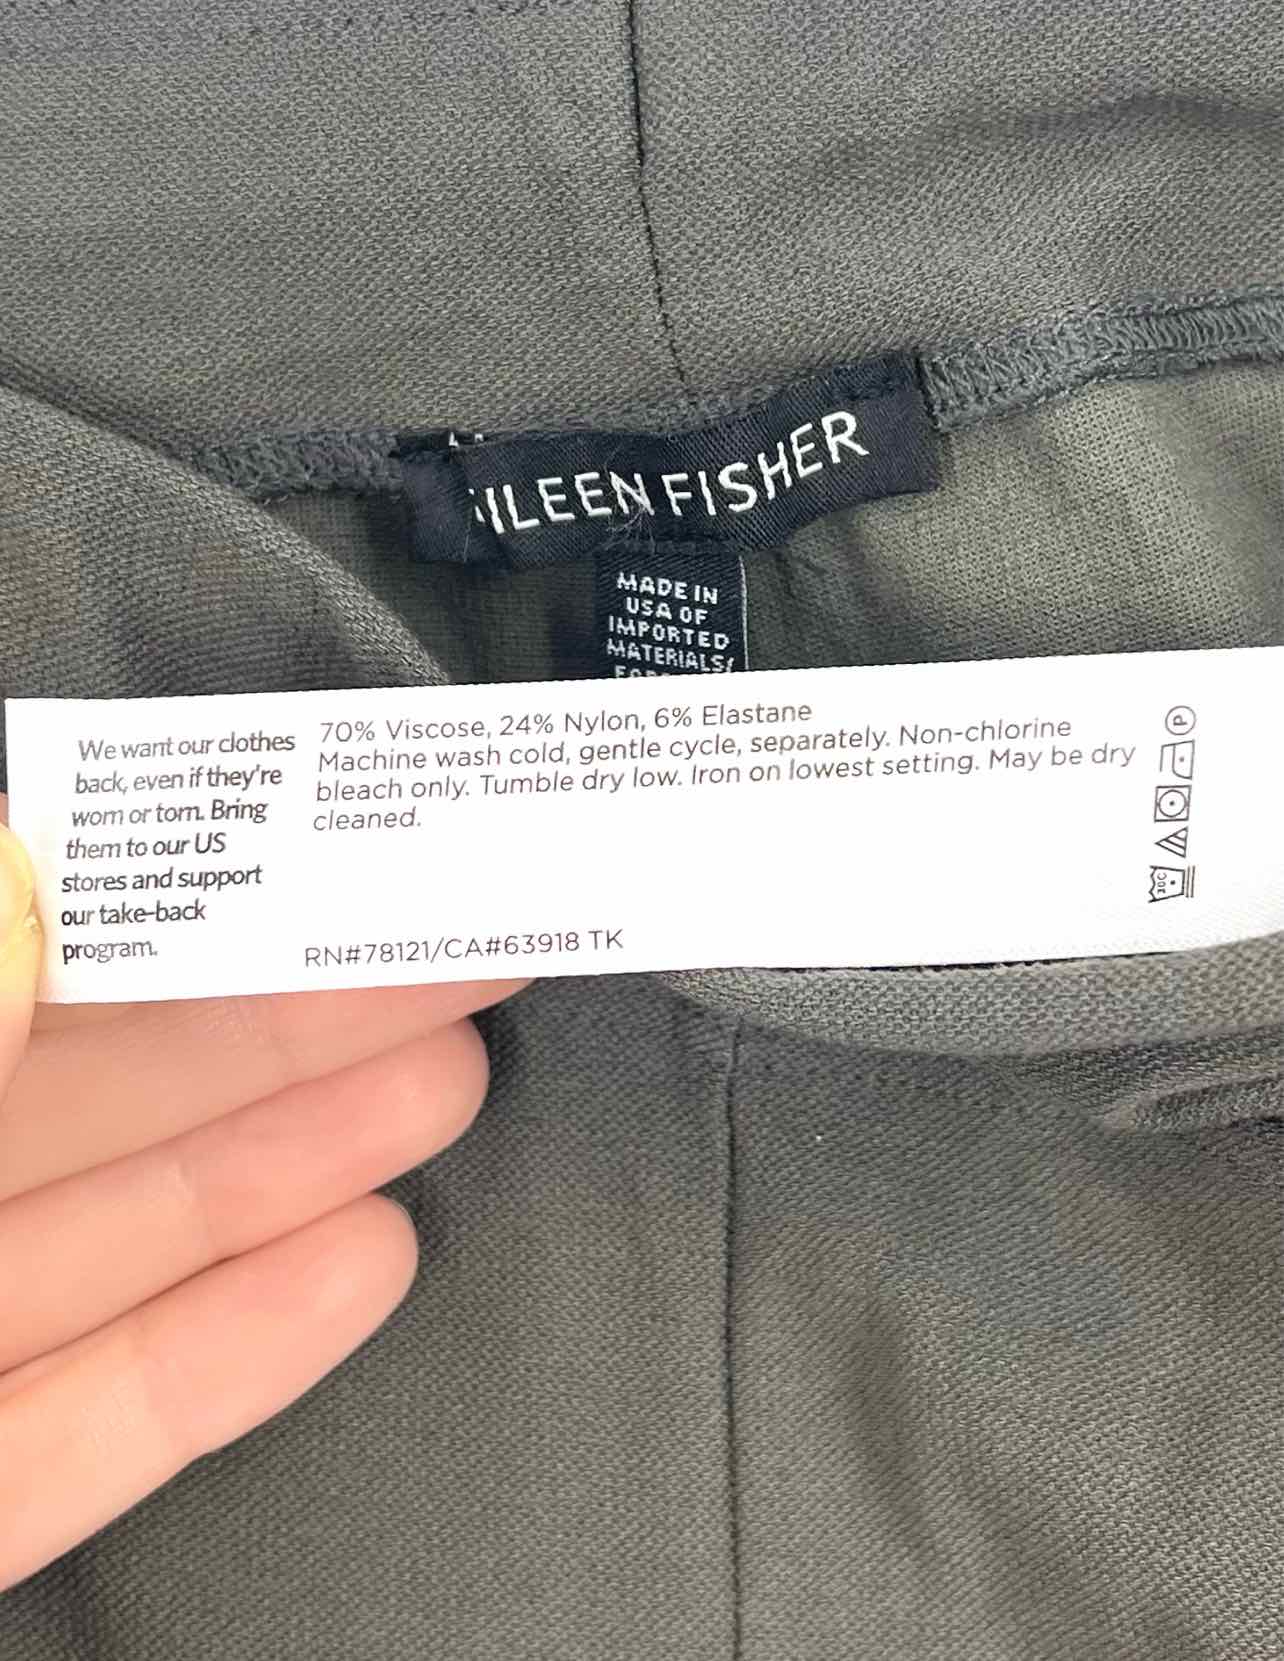 EILEEN FISHER
MADE IN
USA OF
IMPORTED
MATERIALS/
We want our clothes
back, even if they're
worn or torn. Bring
them to our US
stores and support
our take-back
program.
70% Viscose, 24% Nylon, 6% Elastane
Machine wash cold, gentle cycle, separately. Non-chlorine
bleach only. Tumble dry low. Iron on lowest setting. May be dry
cleaned.
RN#78121/CA#63918 TK
P
30C